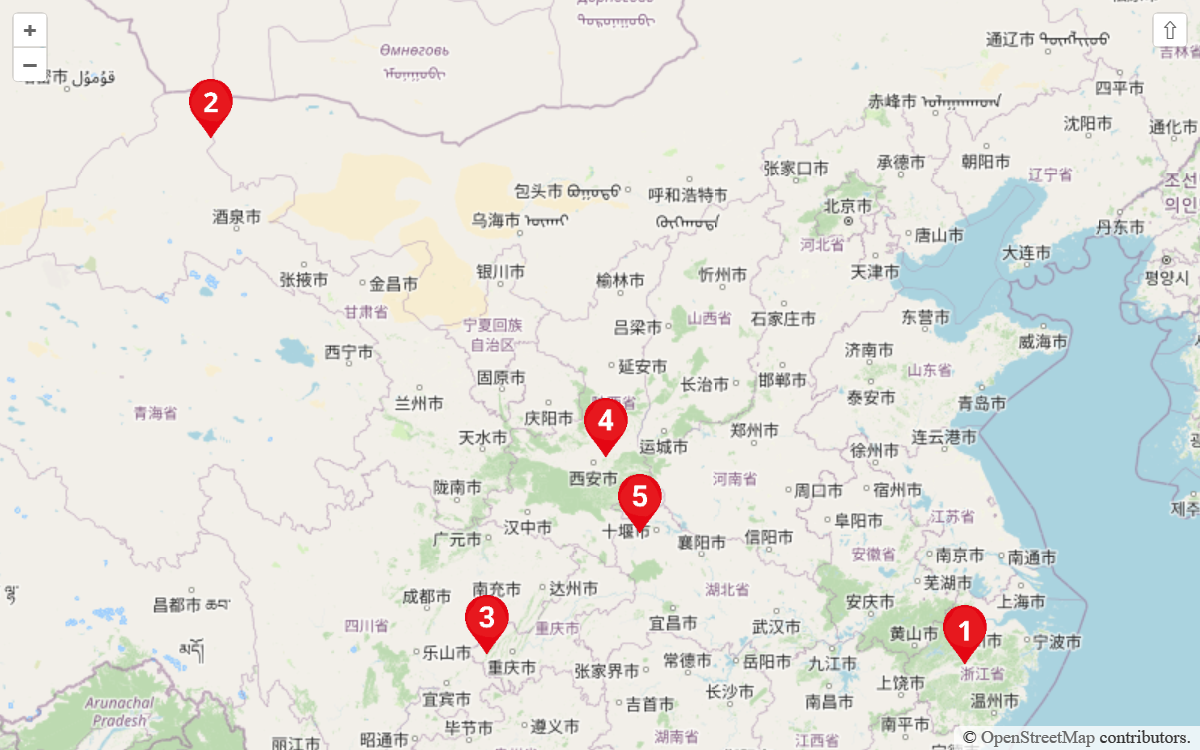 +
−
⇧
Өмнөговь
通辽市
四平市
赤峰市
沈阳市
通化市
2
张家口市
承德市
朝阳市
辽宁省
包头市
呼和浩特市
酒泉市
乌海市
北京市
唐山市
丹东市
河北省
大连市
张掖市
金昌市
银川市
榆林市
忻州市
天津市
평양시
甘肃省
宁夏回族
自治区
吕梁市
山西省
石家庄市
东营市
威海市
西宁市
延安市
济南市
固原市
长治市
邯郸市
山东省
兰州市
泰安市
青岛市
青海省
庆阳市
4
天水市
运城市
郑州市
徐州市
连云港市
西安市
河南省
陇南市
5
周口市
宿州市
汉中市
十堰市
阜阳市
江苏省
广元市
襄阳市
信阳市
安徽省
南京市
南通市
成都市
南充市
达州市
湖北省
芜湖市
昌都市
安庆市
上海市
3
四川省
重庆市
宜昌市
武汉市
黄山市
1
宁波市
乐山市
重庆市
张家界市
常德市
岳阳市
九江市
浙江省
Arunachal
Pradesh
宜宾市
吉首市
长沙市
南昌市
上饶市
温州市
毕节市
遵义市
南平市
丽江市
昭通市
湖南省
江西省
© OpenStreetMap contributors.